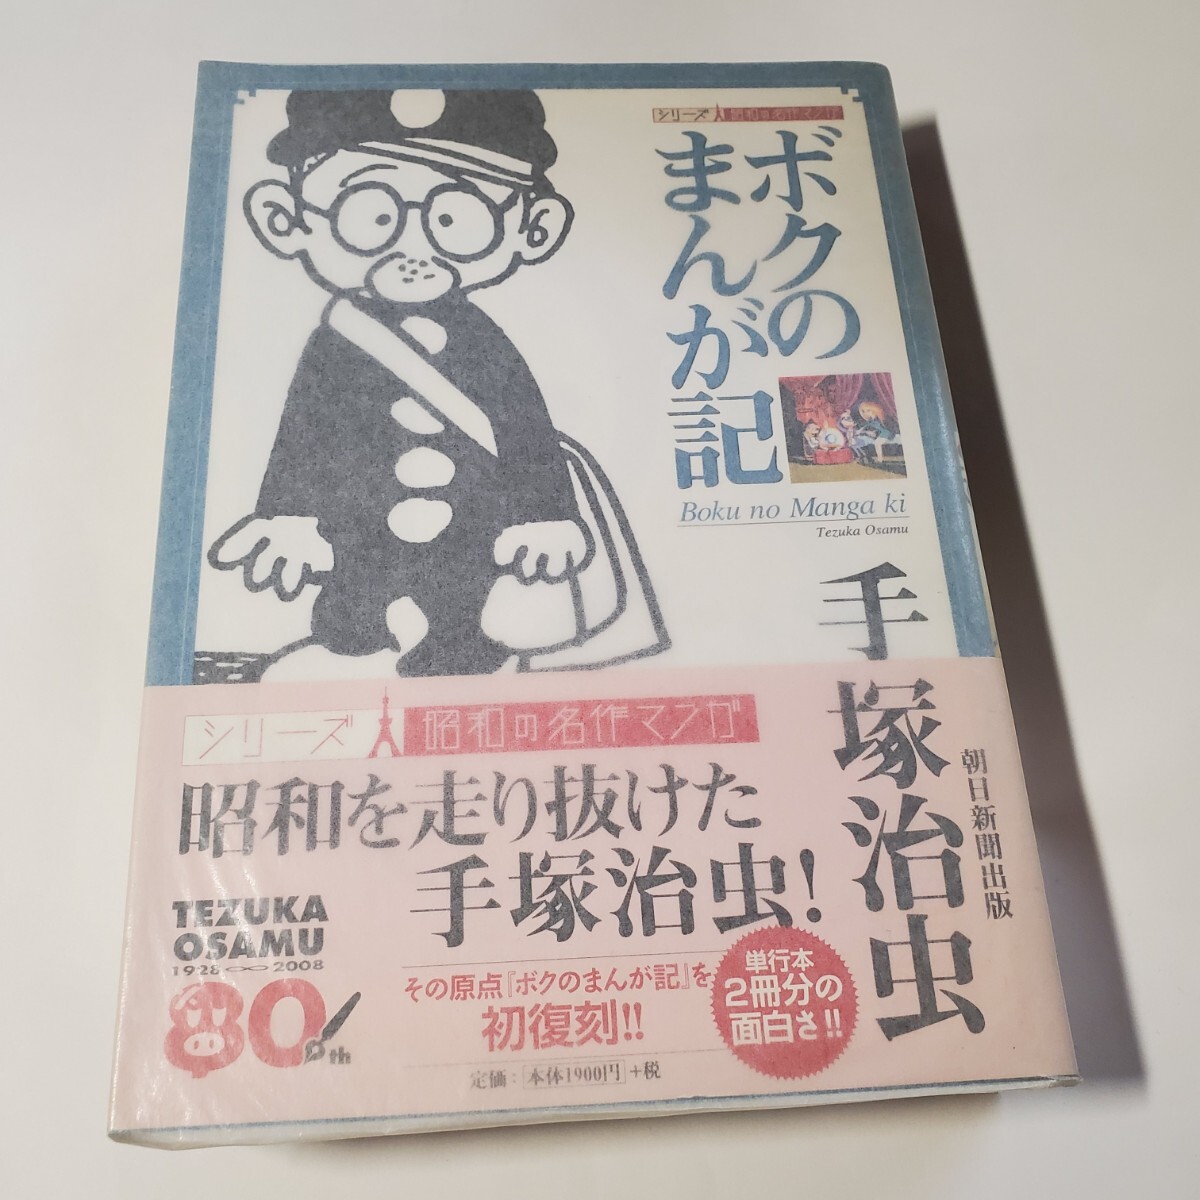 シリーズ 昭和の名作マンガ
ボクの
まんが記
Boku no Manga ki
Tezuka Osamu
手塚治虫
朝日新聞出版
シリーズ 昭和の名作マンガ
昭和を走り抜けた
手塚治虫!
TEZUKA
OSAMU
1928∞2008
80th
その原点『ボクのまんが記』を
初復刻!!
単行本
2冊分の
面白さ!!
定価：本体1900円+税